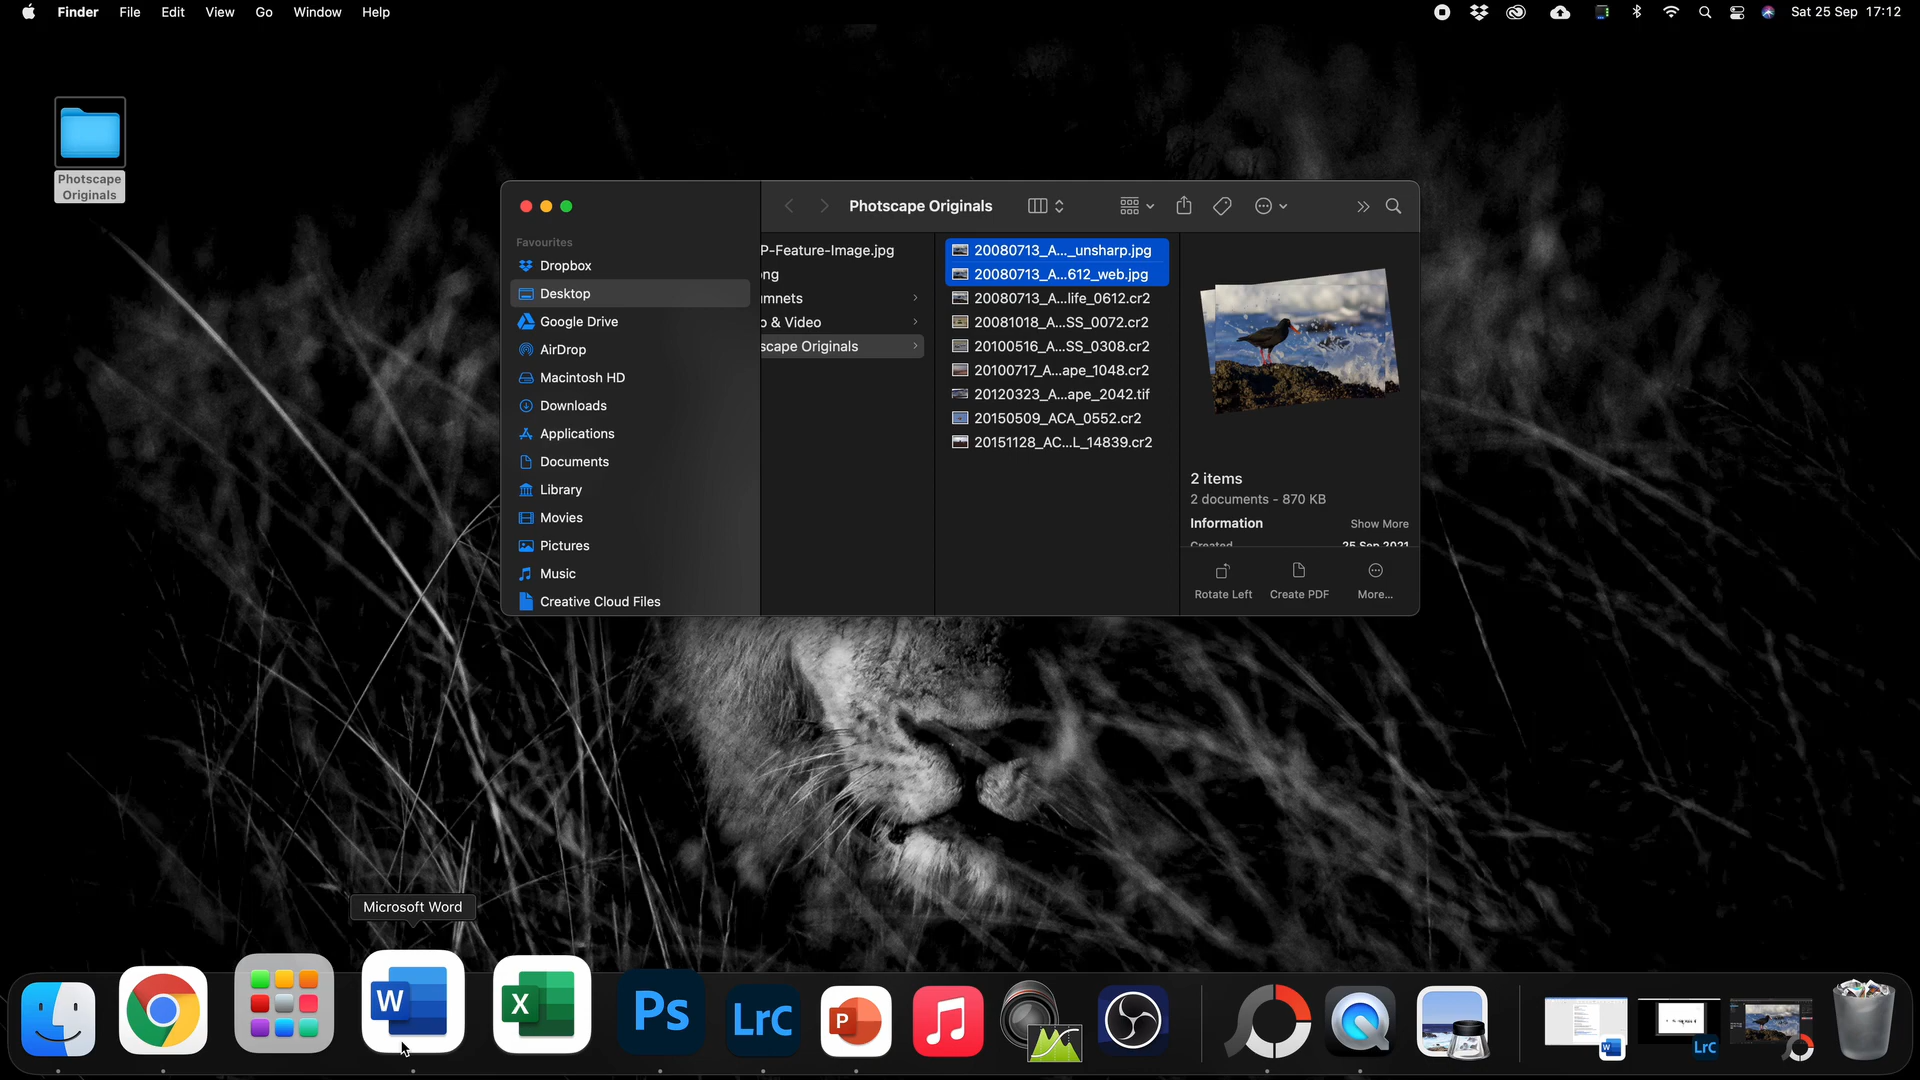 Finder File Edit View Go Window Help Sat 25 Sep 17:12
Photscape
Originals
Photscape Originals
Favourites
Dropbox
Desktop
Google Drive
AirDrop
Macintosh HD
Downloads
Applications
Documents
Library
Movies
Pictures
Music
Creative Cloud Files
P-Feature-Image.jpg
ng
mnets
o & Video
scape Originals
20080713_A..._unsharp.jpg
20080713_A...612_web.jpg
20080713_A...life_0612.cr2
20081018_A...SS_0072.cr2
20100516_A...SS_0308.cr2
20100717_A...ape_1048.cr2
20120323_A...ape_2042.tif
20150509_ACA_0552.cr2
20151128_AC...L_14839.cr2
2 items
2 documents - 870 KB
Information Show More
Created 25 Sep 2021
Rotate Left Create PDF More...
Microsoft Word
W
X
Ps
LrC
P
W
LrC